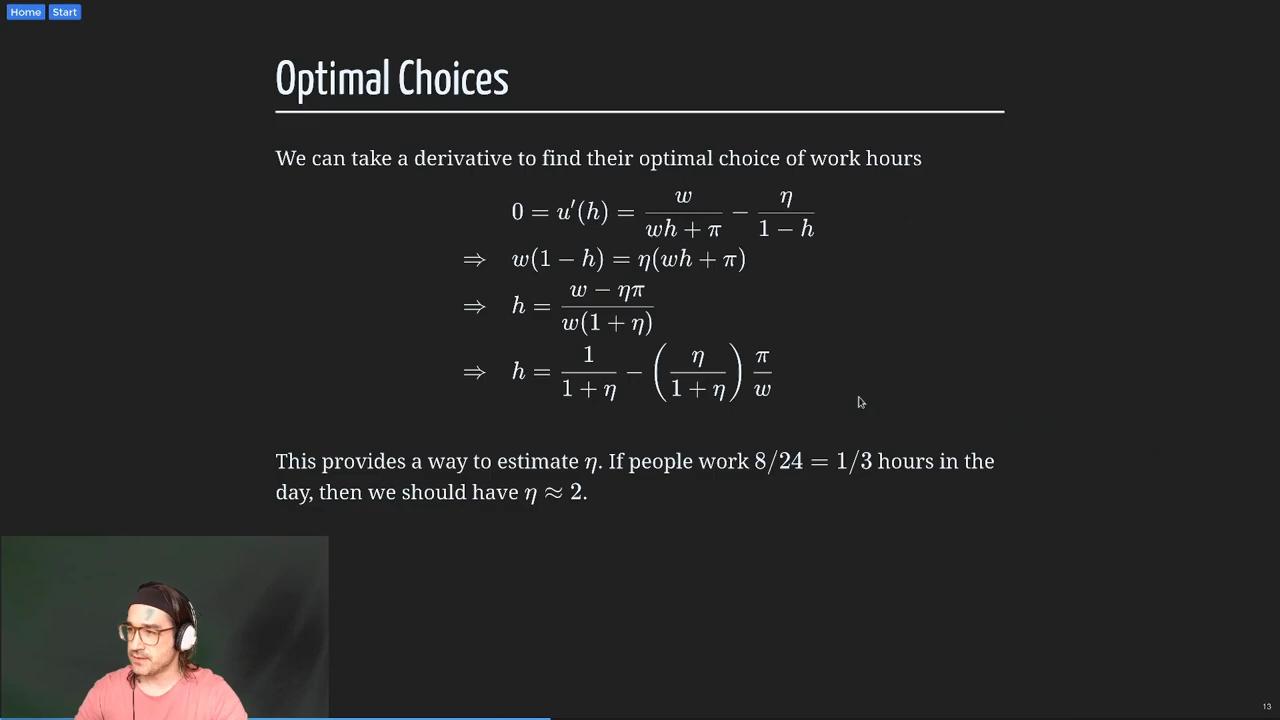 Home Start
Optimal Choices
We can take a derivative to find their optimal choice of work hours
0 = u′(h) = w/(wh + π) − η/(1 − h)
⇒ w(1 − h) = η(wh + π)
⇒ h = (w − ηπ)/(w(1 + η))
⇒ h = 1/(1 + η) − (η/(1 + η)) π/w
This provides a way to estimate η. If people work 8/24 = 1/3 hours in the
day, then we should have η ≈ 2.
13